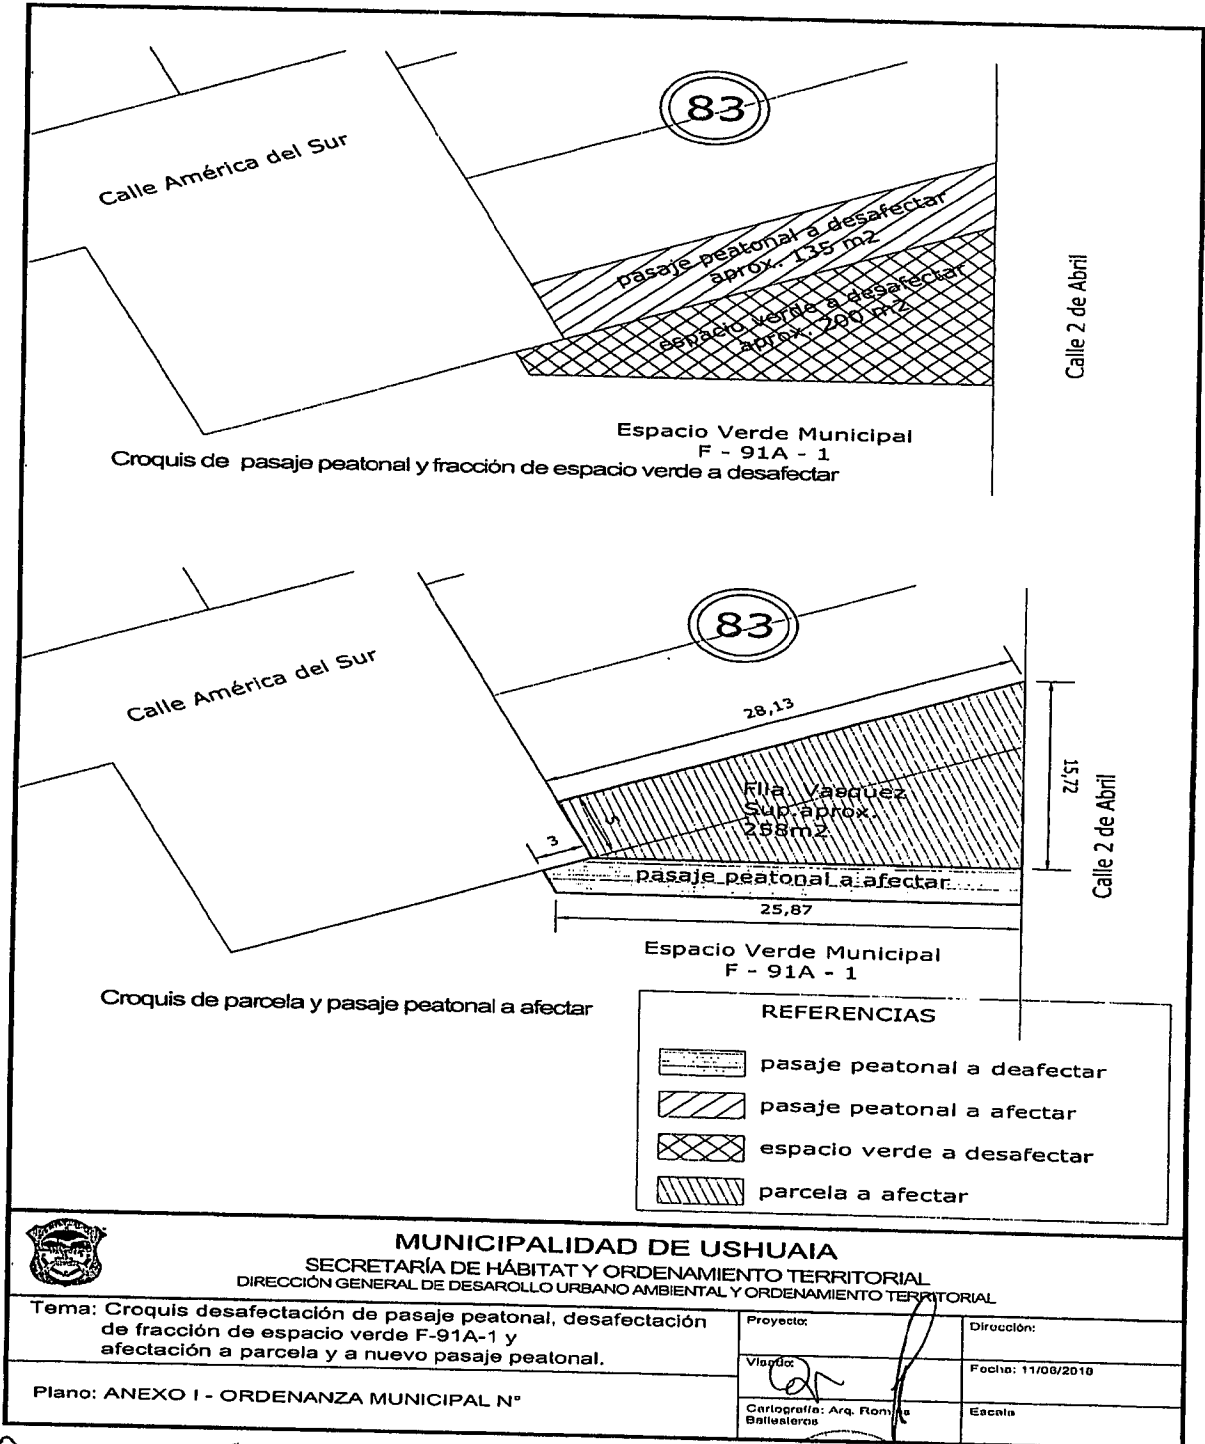 83
Calle América del Sur
pasaje peatonal a desafectar
aprox. 135 m2
espacio verde a desafectar
aprox. 200 m2
Calle 2 de Abril
Espacio Verde Municipal
F - 91A - 1
Croquis de pasaje peatonal y fracción de espacio verde a desafectar
83
Calle América del Sur
28,13
15,72
Flia. Vasquez
Sup.aprox.
258m2
5
3
pasaje peatonal a afectar
Calle 2 de Abril
25,87
Espacio Verde Municipal
F - 91A - 1
Croquis de parcela y pasaje peatonal a afectar
REFERENCIAS
pasaje peatonal a deafectar
pasaje peatonal a afectar
espacio verde a desafectar
parcela a afectar
MUNICIPALIDAD DE USHUAIA
SECRETARÍA DE HÁBITAT Y ORDENAMIENTO TERRITORIAL
DIRECCIÓN GENERAL DE DESAROLLO URBANO AMBIENTAL Y ORDENAMIENTO TERRITORIAL
Tema: Croquis desafectación de pasaje peatonal, desafectación
de fracción de espacio verde F-91A-1 y
afectación a parcela y a nuevo pasaje peatonal.
Plano: ANEXO I - ORDENANZA MUNICIPAL N°
Proyecto:
Dirección:
Visado:
Fecha: 11/06/2018
Cartografía: Arq. Romina
Ballesteros
Escala